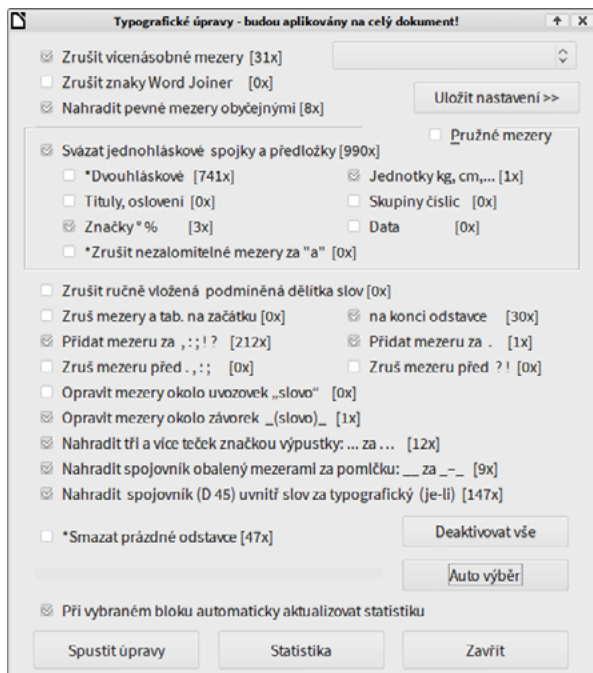 Typografické úpravy - budou aplikovány na celý dokument!
Zrušit vícenásobné mezery [31x]
Zrušit znaky Word Joiner [0x]
Uložit nastavení >>
Nahradit pevné mezery obyčejnými [8x]
Pružné mezery
Svázat jednohláskové spojky a předložky [990x]
*Dvouhláskové [741x] Jednotky kg, cm,... [1x]
Tituly, oslovení [0x] Skupiny číslic [0x]
Značky ° % [3x] Data [0x]
*Zrušit nezalomitelné mezery za "a" [0x]
Zrušit ručně vložená podmíněná dělítka slov [0x]
Zruš mezery a tab. na začátku [0x] na konci odstavce [30x]
Přidat mezeru za , : ; ! ? [212x] Přidat mezeru za . [1x]
Zruš mezeru před . , : ; [0x] Zruš mezeru před ? ! [0x]
Opravit mezery okolo uvozovek „slovo“ [0x]
Opravit mezery okolo závorek _(slovo)_ [1x]
Nahradit tři a více teček značkou výpustky: ... za … [12x]
Nahradit spojovník obalený mezerami za pomlčku: __ za _–_ [9x]
Nahradit spojovník (D 45) uvnitř slov za typografický (je-li) [147x]
*Smazat prázdné odstavce [47x]
Deaktivovat vše
Auto výběr
Při vybraném bloku automaticky aktualizovat statistiku
Spustit úpravy Statistika Zavřít